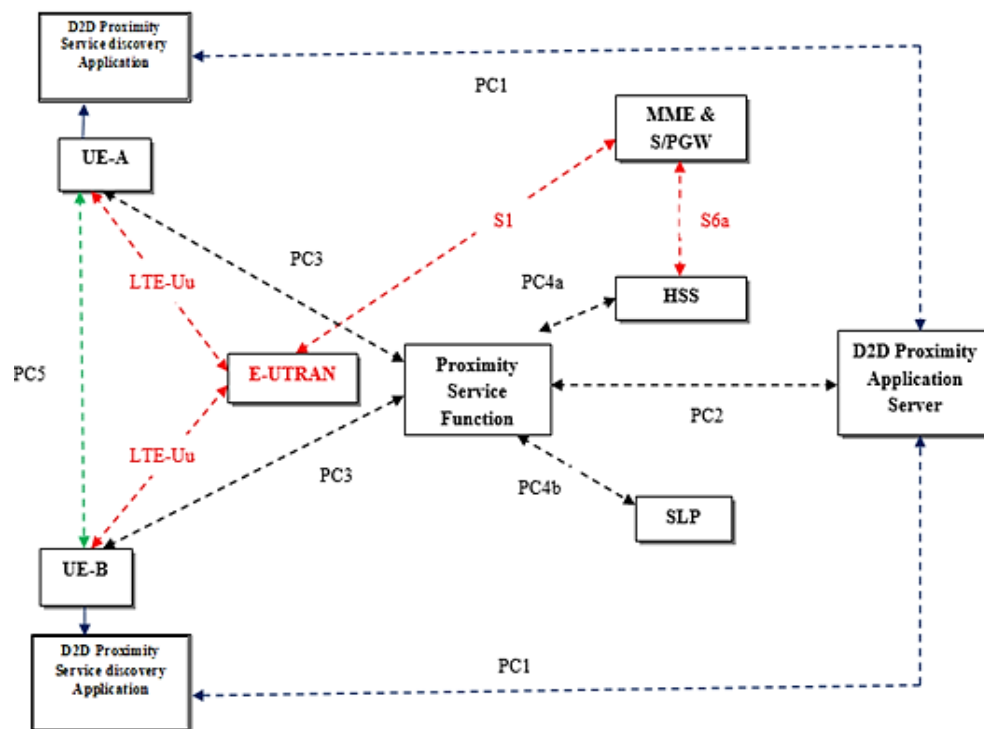 D2D Proximity
Service discovery
Application
PC1
MME &
S/PGW
UE-A
S1
S6a
PC3
LTE-Uu
PC4a
HSS
PC5
E-UTRAN
Proximity
Service
Function
D2D Proximity
Application
Server
PC2
LTE-Uu
PC3
PC4b
SLP
UE-B
D2D Proximity
Service discovery
Application
PC1